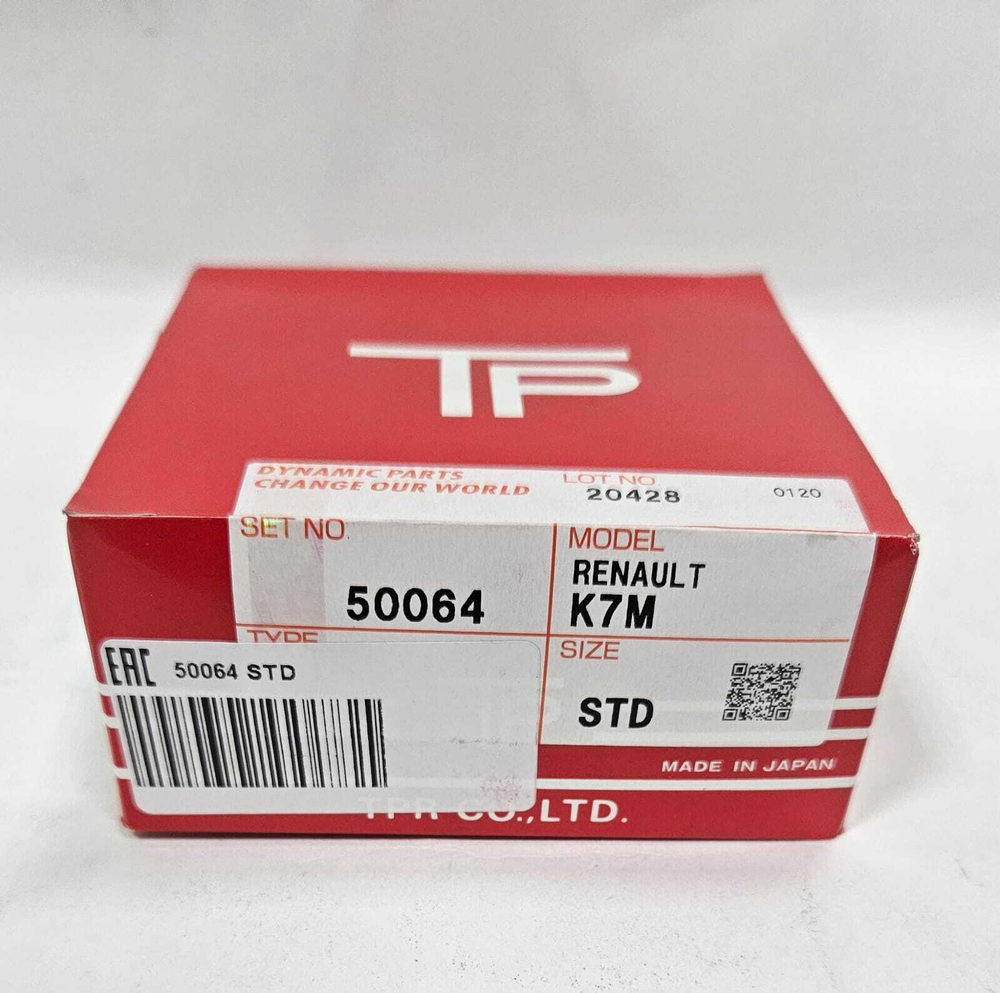 TP
DYNAMIC PARTS
CHANGE OUR WORLD
LOT NO
20428
0120
SET NO.
50064
MODEL
RENAULT
K7M
TYPE
SIZE
STD
EAC 50064 STD
MADE IN JAPAN
TPR CO.,LTD.